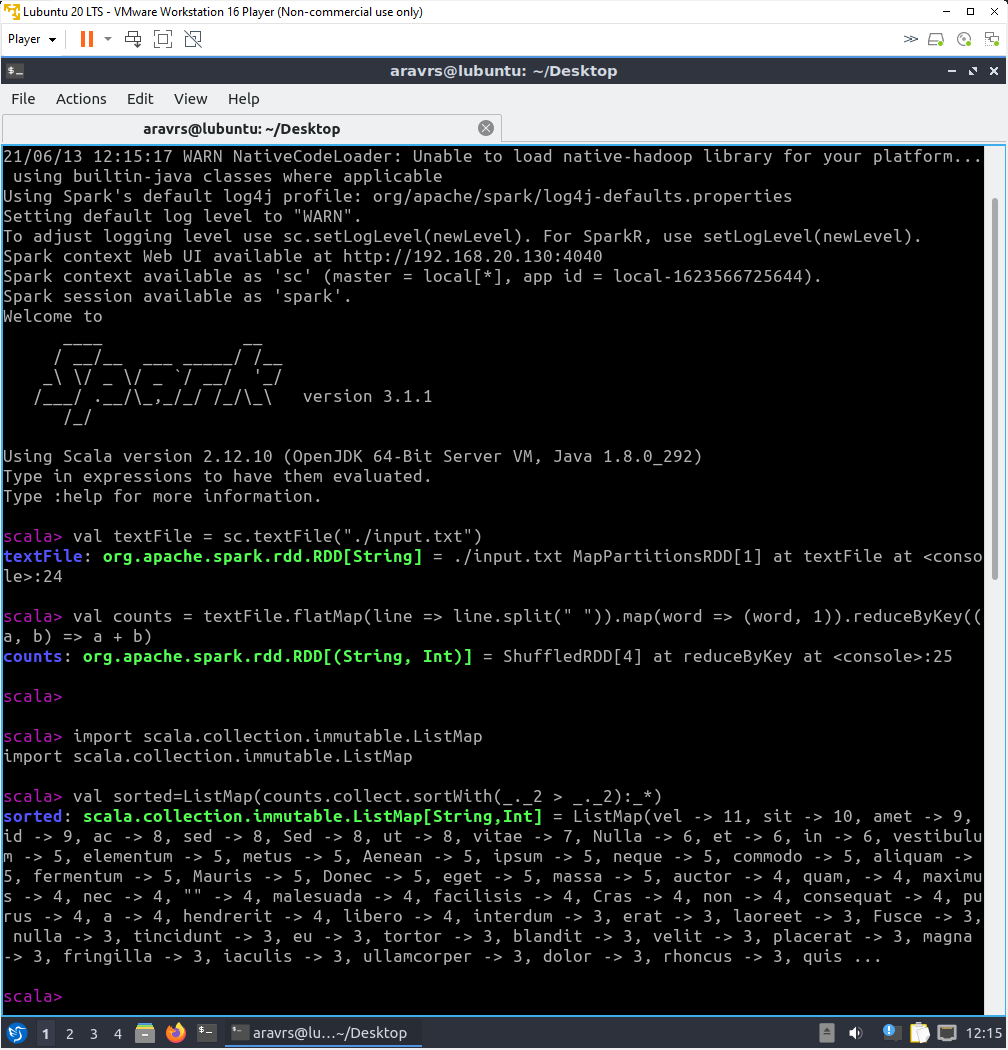 Lubuntu 20 LTS - VMware Workstation 16 Player (Non-commercial use only)
Player
aravrs@lubuntu: ~/Desktop
File Actions Edit View Help
aravrs@lubuntu: ~/Desktop
21/06/13 12:15:17 WARN NativeCodeLoader: Unable to load native-hadoop library for your platform...
 using builtin-java classes where applicable
Using Spark's default log4j profile: org/apache/spark/log4j-defaults.properties
Setting default log level to "WARN".
To adjust logging level use sc.setLogLevel(newLevel). For SparkR, use setLogLevel(newLevel).
Spark context Web UI available at http://192.168.20.130:4040
Spark context available as 'sc' (master = local[*], app id = local-1623566725644).
Spark session available as 'spark'.
Welcome to
      ____              __
     / __/__  ___ _____/ /__
    _\ \/ _ \/ _ `/ __/  '_/
   /___/ .__/\_,_/_/ /_/\_\   version 3.1.1
      /_/
Using Scala version 2.12.10 (OpenJDK 64-Bit Server VM, Java 1.8.0_292)
Type in expressions to have them evaluated.
Type :help for more information.
scala> val textFile = sc.textFile("./input.txt")
textFile: org.apache.spark.rdd.RDD[String] = ./input.txt MapPartitionsRDD[1] at textFile at <conso
le>:24
scala> val counts = textFile.flatMap(line => line.split(" ")).map(word => (word, 1)).reduceByKey((
a, b) => a + b)
counts: org.apache.spark.rdd.RDD[(String, Int)] = ShuffledRDD[4] at reduceByKey at <console>:25
scala>
scala> import scala.collection.immutable.ListMap
import scala.collection.immutable.ListMap
scala> val sorted=ListMap(counts.collect.sortWith(_._2 > _._2):_*)
sorted: scala.collection.immutable.ListMap[String,Int] = ListMap(vel -> 11, sit -> 10, amet -> 9,
id -> 9, ac -> 8, sed -> 8, Sed -> 8, ut -> 8, vitae -> 7, Nulla -> 6, et -> 6, in -> 6, vestibulu
m -> 5, elementum -> 5, metus -> 5, Aenean -> 5, ipsum -> 5, neque -> 5, commodo -> 5, aliquam ->
5, fermentum -> 5, Mauris -> 5, Donec -> 5, eget -> 5, massa -> 5, auctor -> 4, quam, -> 4, maximu
s -> 4, nec -> 4, "" -> 4, malesuada -> 4, facilisis -> 4, Cras -> 4, non -> 4, consequat -> 4, pu
rus -> 4, a -> 4, hendrerit -> 4, libero -> 4, interdum -> 3, erat -> 3, laoreet -> 3, Fusce -> 3,
 nulla -> 3, tincidunt -> 3, eu -> 3, tortor -> 3, blandit -> 3, velit -> 3, placerat -> 3, magna
-> 3, fringilla -> 3, iaculis -> 3, ullamcorper -> 3, dolor -> 3, rhoncus -> 3, quis ...
scala>
1 2 3 4 aravrs@lu…~/Desktop 12:15